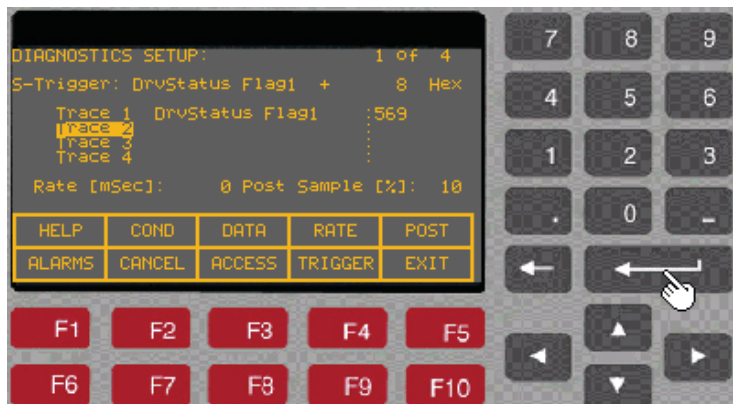 DIAGNOSTICS SETUP: 1 of 4
S-Trigger: DrvStatus Flag1 + 8 Hex
Trace 1 DrvStatus Flag1 :569
Trace 2 :
Trace 3 :
Trace 4 :
Rate [mSec]: 0 Post Sample [%]: 10
HELP COND DATA RATE POST
ALARMS CANCEL ACCESS TRIGGER EXIT
F1 F2 F3 F4 F5
F6 F7 F8 F9 F10
7 8 9
4 5 6
1 2 3
. 0 -